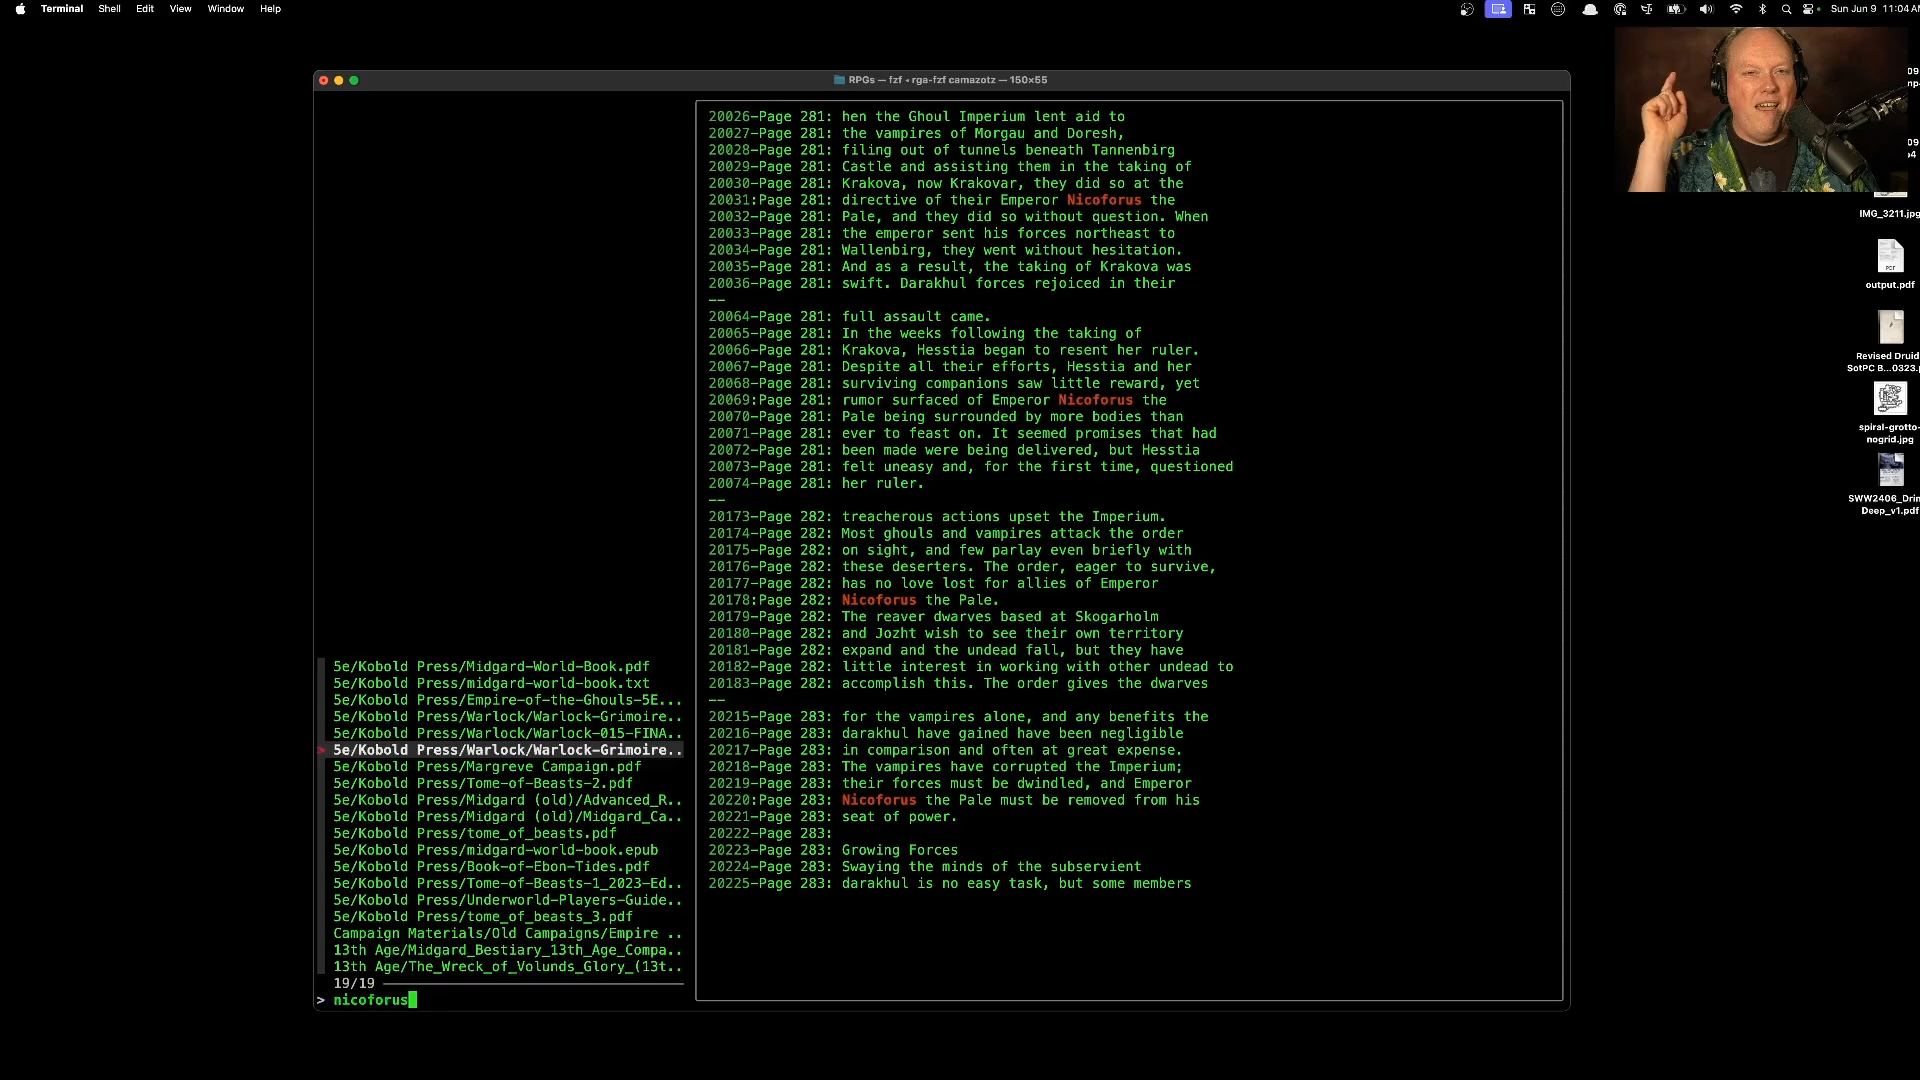 Terminal Shell Edit View Window Help
Sun Jun 9 11:04 AM
RPGs — fzf • rga-fzf camazotz — 150×55
20026-Page 281: hen the Ghoul Imperium lent aid to
20027-Page 281: the vampires of Morgau and Doresh,
20028-Page 281: filing out of tunnels beneath Tannenbirg
20029-Page 281: Castle and assisting them in the taking of
20030-Page 281: Krakova, now Krakovar, they did so at the
20031:Page 281: directive of their Emperor Nicoforus the
20032-Page 281: Pale, and they did so without question. When
20033-Page 281: the emperor sent his forces northeast to
20034-Page 281: Wallenbirg, they went without hesitation.
20035-Page 281: And as a result, the taking of Krakova was
20036-Page 281: swift. Darakhul forces rejoiced in their
--
20064-Page 281: full assault came.
20065-Page 281: In the weeks following the taking of
20066-Page 281: Krakova, Hesstia began to resent her ruler.
20067-Page 281: Despite all their efforts, Hesstia and her
20068-Page 281: surviving companions saw little reward, yet
20069:Page 281: rumor surfaced of Emperor Nicoforus the
20070-Page 281: Pale being surrounded by more bodies than
20071-Page 281: ever to feast on. It seemed promises that had
20072-Page 281: been made were being delivered, but Hesstia
20073-Page 281: felt uneasy and, for the first time, questioned
20074-Page 281: her ruler.
--
20173-Page 282: treacherous actions upset the Imperium.
20174-Page 282: Most ghouls and vampires attack the order
20175-Page 282: on sight, and few parlay even briefly with
20176-Page 282: these deserters. The order, eager to survive,
20177-Page 282: has no love lost for allies of Emperor
20178:Page 282: Nicoforus the Pale.
20179-Page 282: The reaver dwarves based at Skogarholm
20180-Page 282: and Jozht wish to see their own territory
20181-Page 282: expand and the undead fall, but they have
20182-Page 282: little interest in working with other undead to
20183-Page 282: accomplish this. The order gives the dwarves
--
20215-Page 283: for the vampires alone, and any benefits the
20216-Page 283: darakhul have gained have been negligible
20217-Page 283: in comparison and often at great expense.
20218-Page 283: The vampires have corrupted the Imperium;
20219-Page 283: their forces must be dwindled, and Emperor
20220:Page 283: Nicoforus the Pale must be removed from his
20221-Page 283: seat of power.
20222-Page 283:
20223-Page 283: Growing Forces
20224-Page 283: Swaying the minds of the subservient
20225-Page 283: darakhul is no easy task, but some members
5e/Kobold Press/Midgard-World-Book.pdf
5e/Kobold Press/midgard-world-book.txt
5e/Kobold Press/Empire-of-the-Ghouls-5E...
5e/Kobold Press/Warlock/Warlock-Grimoire..
5e/Kobold Press/Warlock/Warlock-015-FINA..
5e/Kobold Press/Warlock/Warlock-Grimoire..
5e/Kobold Press/Margreve Campaign.pdf
5e/Kobold Press/Tome-of-Beasts-2.pdf
5e/Kobold Press/Midgard (old)/Advanced_R..
5e/Kobold Press/Midgard (old)/Midgard_Ca..
5e/Kobold Press/tome_of_beasts.pdf
5e/Kobold Press/midgard-world-book.epub
5e/Kobold Press/Book-of-Ebon-Tides.pdf
5e/Kobold Press/Tome-of-Beasts-1_2023-Ed..
5e/Kobold Press/Underworld-Players-Guide..
5e/Kobold Press/tome_of_beasts_3.pdf
Campaign Materials/Old Campaigns/Empire ..
13th Age/Midgard_Bestiary_13th_Age_Compa..
13th Age/The_Wreck_of_Volunds_Glory_(13t..
19/19
> nicoforus
IMG_3211.jpg
PDF
output.pdf
Revised Druid
SotPC B...0323.
spiral-grotto-
nogrid.jpg
SWW2406_Drin
Deep_v1.pdf